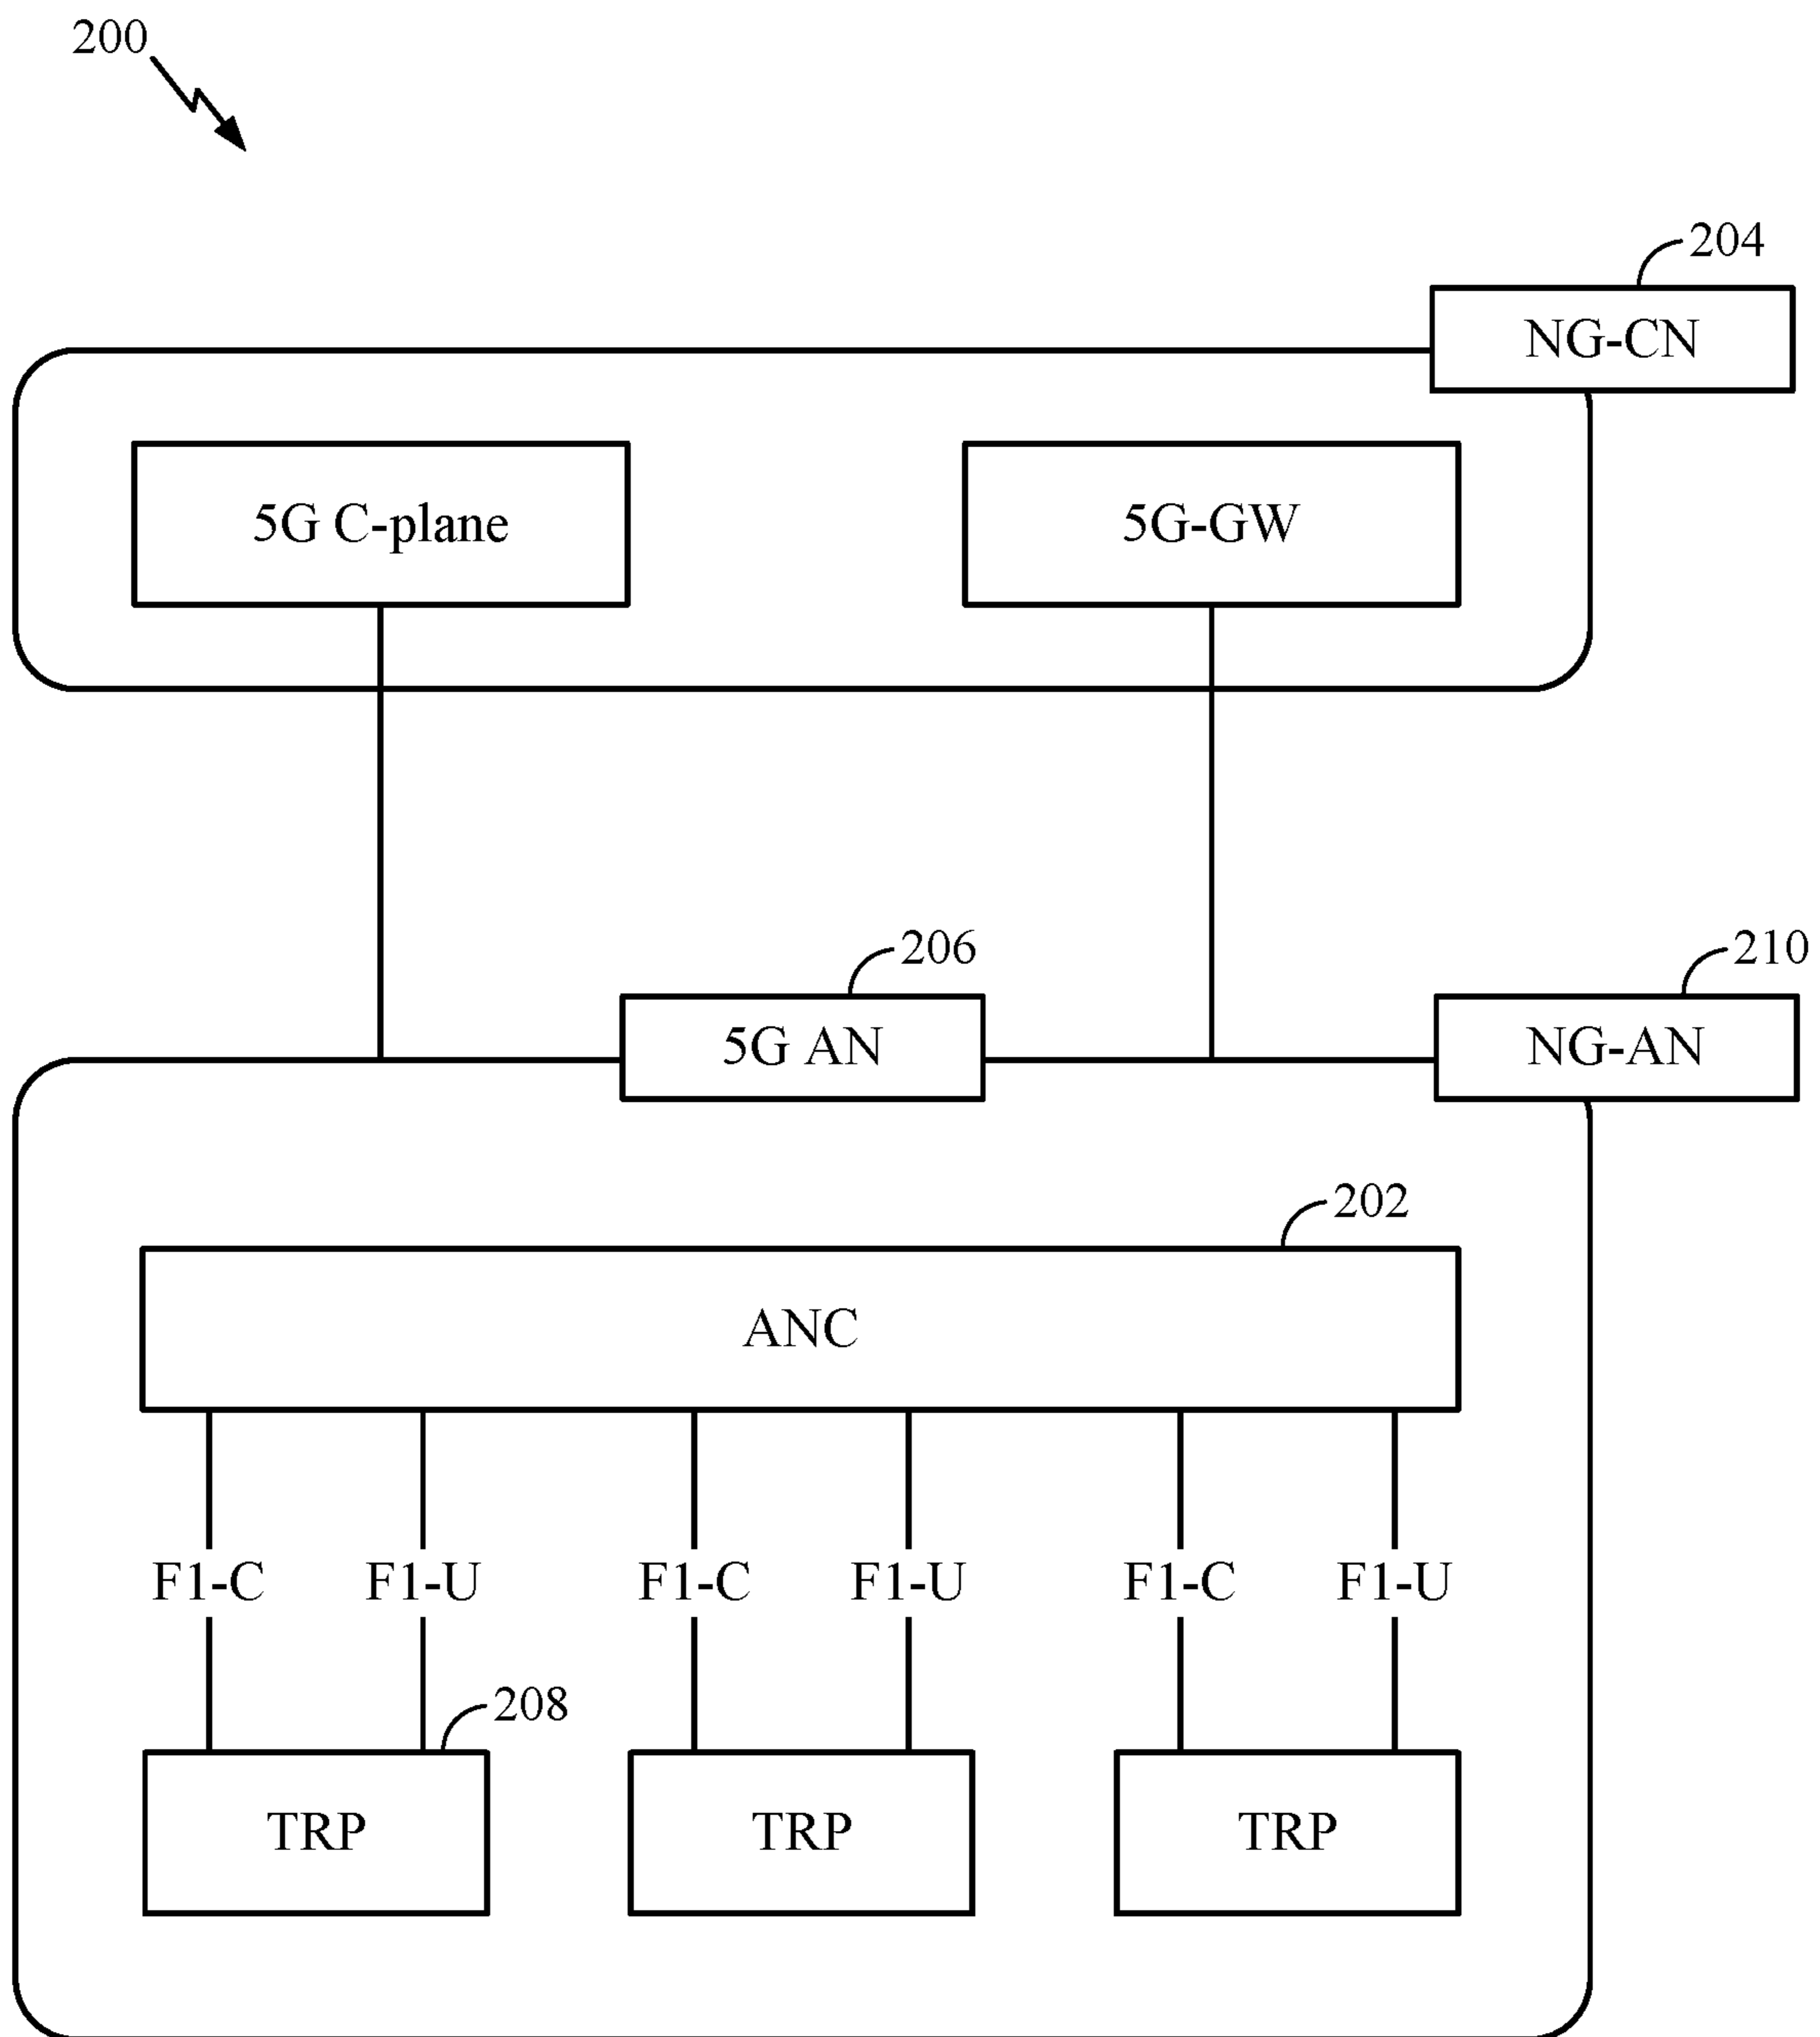 200
204
NG-CN
5G C-plane
5G-GW
206
210
5G AN
NG-AN
202
ANC
F1-C
F1-U
F1-C
F1-U
F1-C
F1-U
208
TRP
TRP
TRP